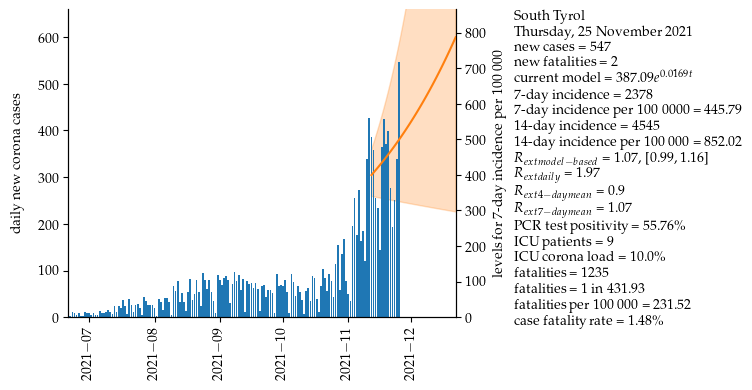 South Tyrol
Thursday, 25 November 2021
new cases = 547
new fatalities = 2
current model = 387.09e^0.0169t
7-day incidence = 2378
7-day incidence per 100 0000 = 445.79
14-day incidence = 4545
14-day incidence per 100 000 = 852.02
R_extmodel−based = 1.07, [0.99, 1.16]
R_extdaily = 1.97
R_ext4−daymean = 0.9
R_ext7−daymean = 1.07
PCR test positivity = 55.76%
ICU patients = 9
ICU corona load = 10.0%
fatalities = 1235
fatalities = 1 in 431.93
fatalities per 100 000 = 231.52
case fatality rate = 1.48%
daily new corona cases
600
500
400
300
200
100
0
levels for 7-day incidence per 100 000
800
700
600
500
400
300
200
100
0
2021−07
2021−08
2021−09
2021−10
2021−11
2021−12